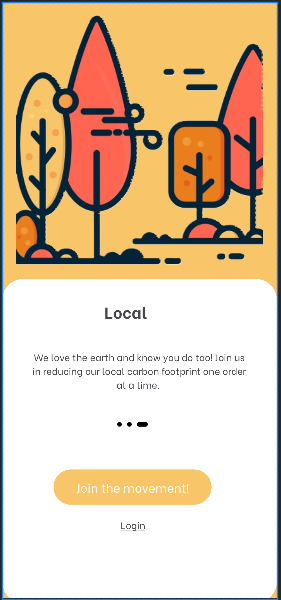 Local
We love the earth and know you do too! Join us
in reducing our local carbon footprint one order
at a time.
Join the movement!
Login